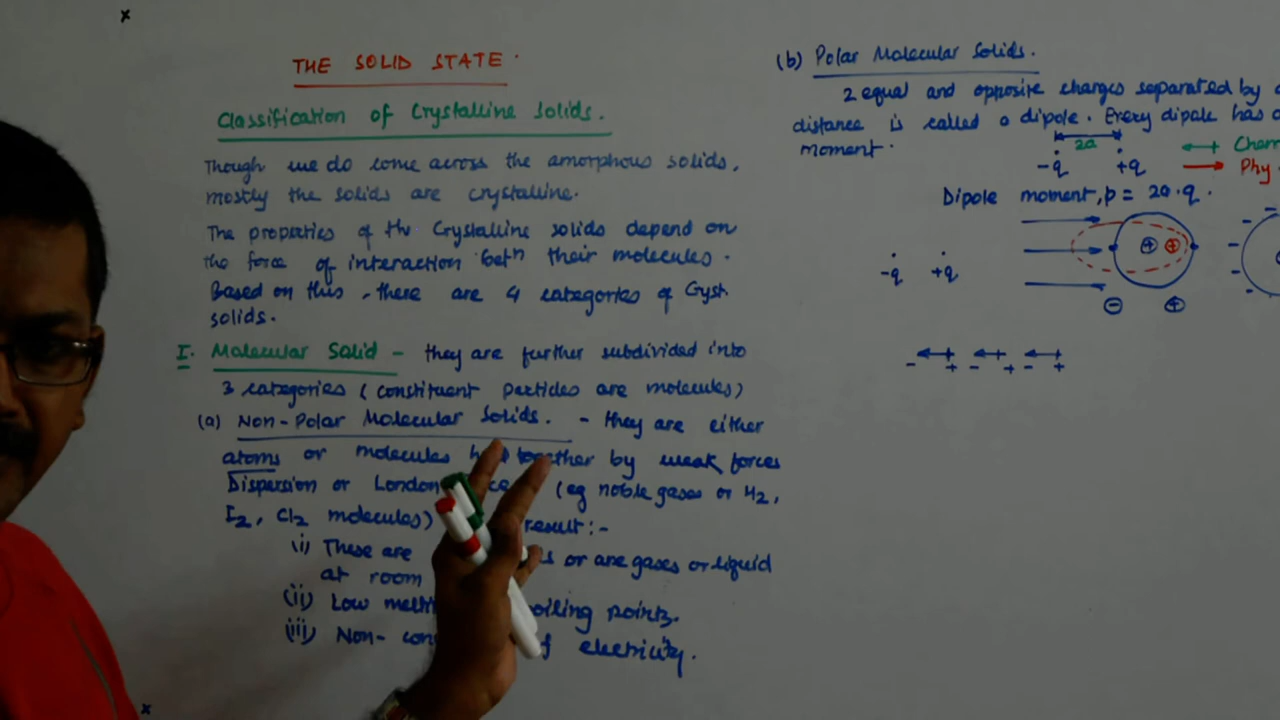 THE SOLID STATE.
Classification of Crystalline Solids.
Though we do come across the amorphous solids,
mostly the solids are crystalline.
The properties of the Crystalline solids depend on
the force of interaction betn their molecules.
Based on this, there are 4 categories of Cryst.
solids.
I. Molecular Solid - they are further subdivided into
3 categories (constituent particles are molecules)
(a) Non-Polar Molecular Solids. - they are either
atoms or molecules together by weak forces
Dispersion or London (eg noble gases or H2,
I2, Cl2 molecules) result:-
(i) These are or are gases or liquid
at room
(ii) Low points.
(iii) Non- electricity.
(b) Polar Molecular Solids.
2 equal and opposite charges separated by a
distance is called a dipole. Every dipole has a
moment.
2a
-q +q
Chem
Phy.
Dipole moment, p = 2a.q.
+ +
-q +q
- +
- + - + - +